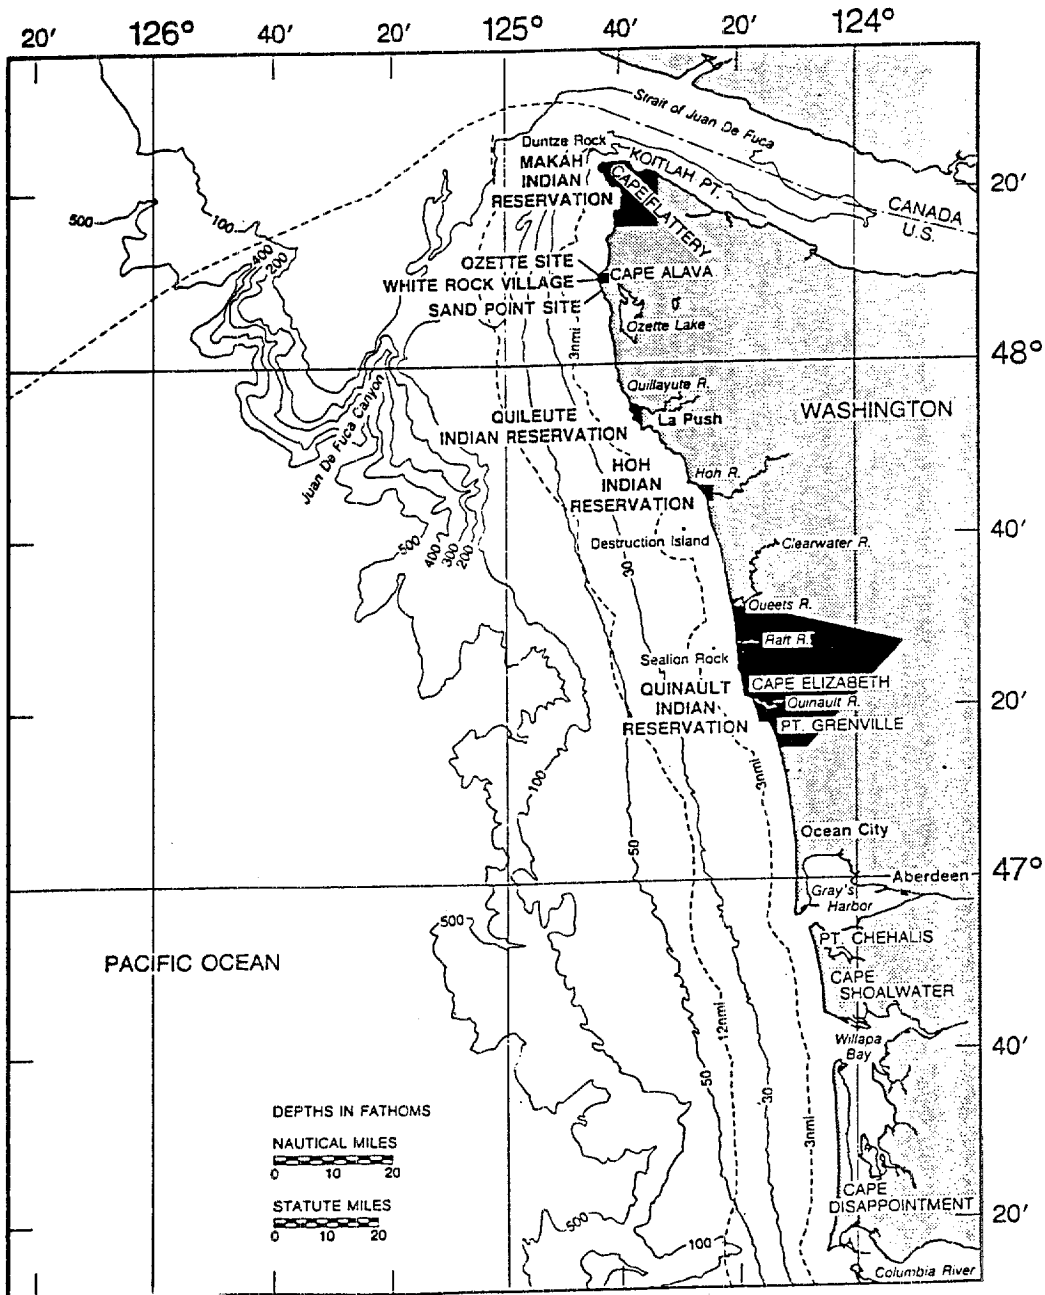 20′ 126° 40′ 20′ 125° 40′ 20′ 124°
Strait of Juan De Fuca
Duntze Rock
MAKAH
INDIAN
RESERVATION
KOITLAH PT.
CAPE FLATTERY
20′
CANADA
U.S.
500
100
400
200
OZETTE SITE
WHITE ROCK VILLAGE
SAND POINT SITE
CAPE ALAVA
Ozette Lake
3nmi
48°
Quillayute R.
La Push
WASHINGTON
QUILEUTE
INDIAN RESERVATION
Juan De Fuca Canyon
HOH
INDIAN
RESERVATION
Hoh R.
40′
Destruction Island
Clearwater R.
500
400
300
200
30
Queets R.
Raft R.
Sealion Rock
CAPE ELIZABETH
QUINAULT
INDIAN
RESERVATION
Quinault R.
20′
PT. GRENVILLE
100
3nmi
50
Ocean City
47°
Aberdeen
Gray's
Harbor
500
PT. CHEHALIS
PACIFIC OCEAN
CAPE
SHOALWATER
12nmi
Willapa
Bay
40′
50
30
3nmi
DEPTHS IN FATHOMS
NAUTICAL MILES
0 10 20
STATUTE MILES
0 10 20
CAPE
DISAPPOINTMENT
20′
500
100
Columbia River